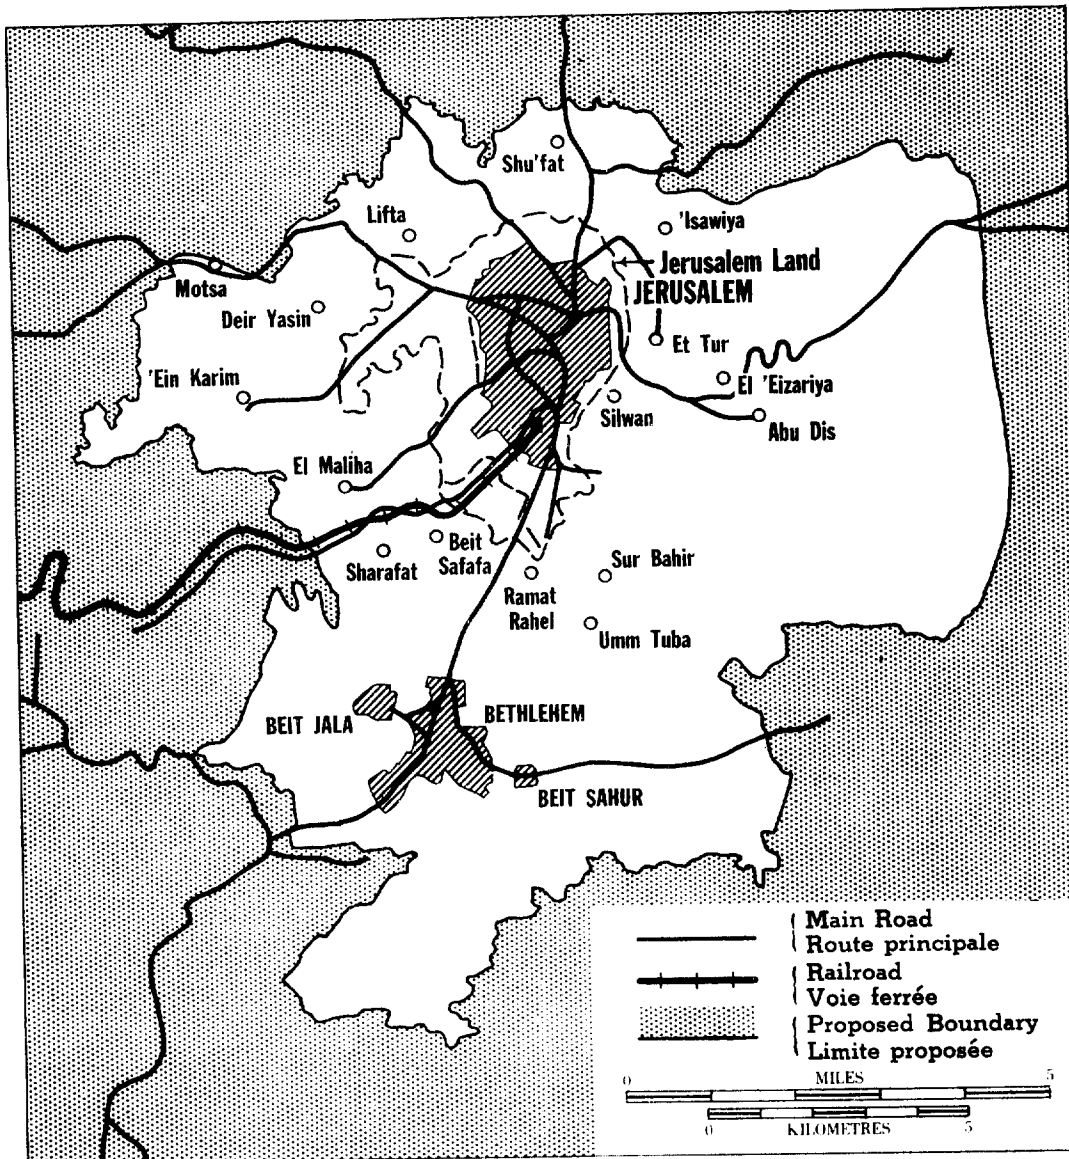 Shu'fat
Lifta
'Isawiya
Jerusalem Land
JERUSALEM
Motsa
Deir Yasin
Et Tur
'Ein Karim
El 'Eizariya
Silwan
Abu Dis
El Maliha
Beit
Safafa
Sharafat
Sur Bahir
Ramat
Rahel
Umm Tuba
BEIT JALA
BETHLEHEM
BEIT SAHUR
Main Road
Route principale
Railroad
Voie ferrée
Proposed Boundary
Limite proposée
0 MILES 5
0 KILOMETRES 5